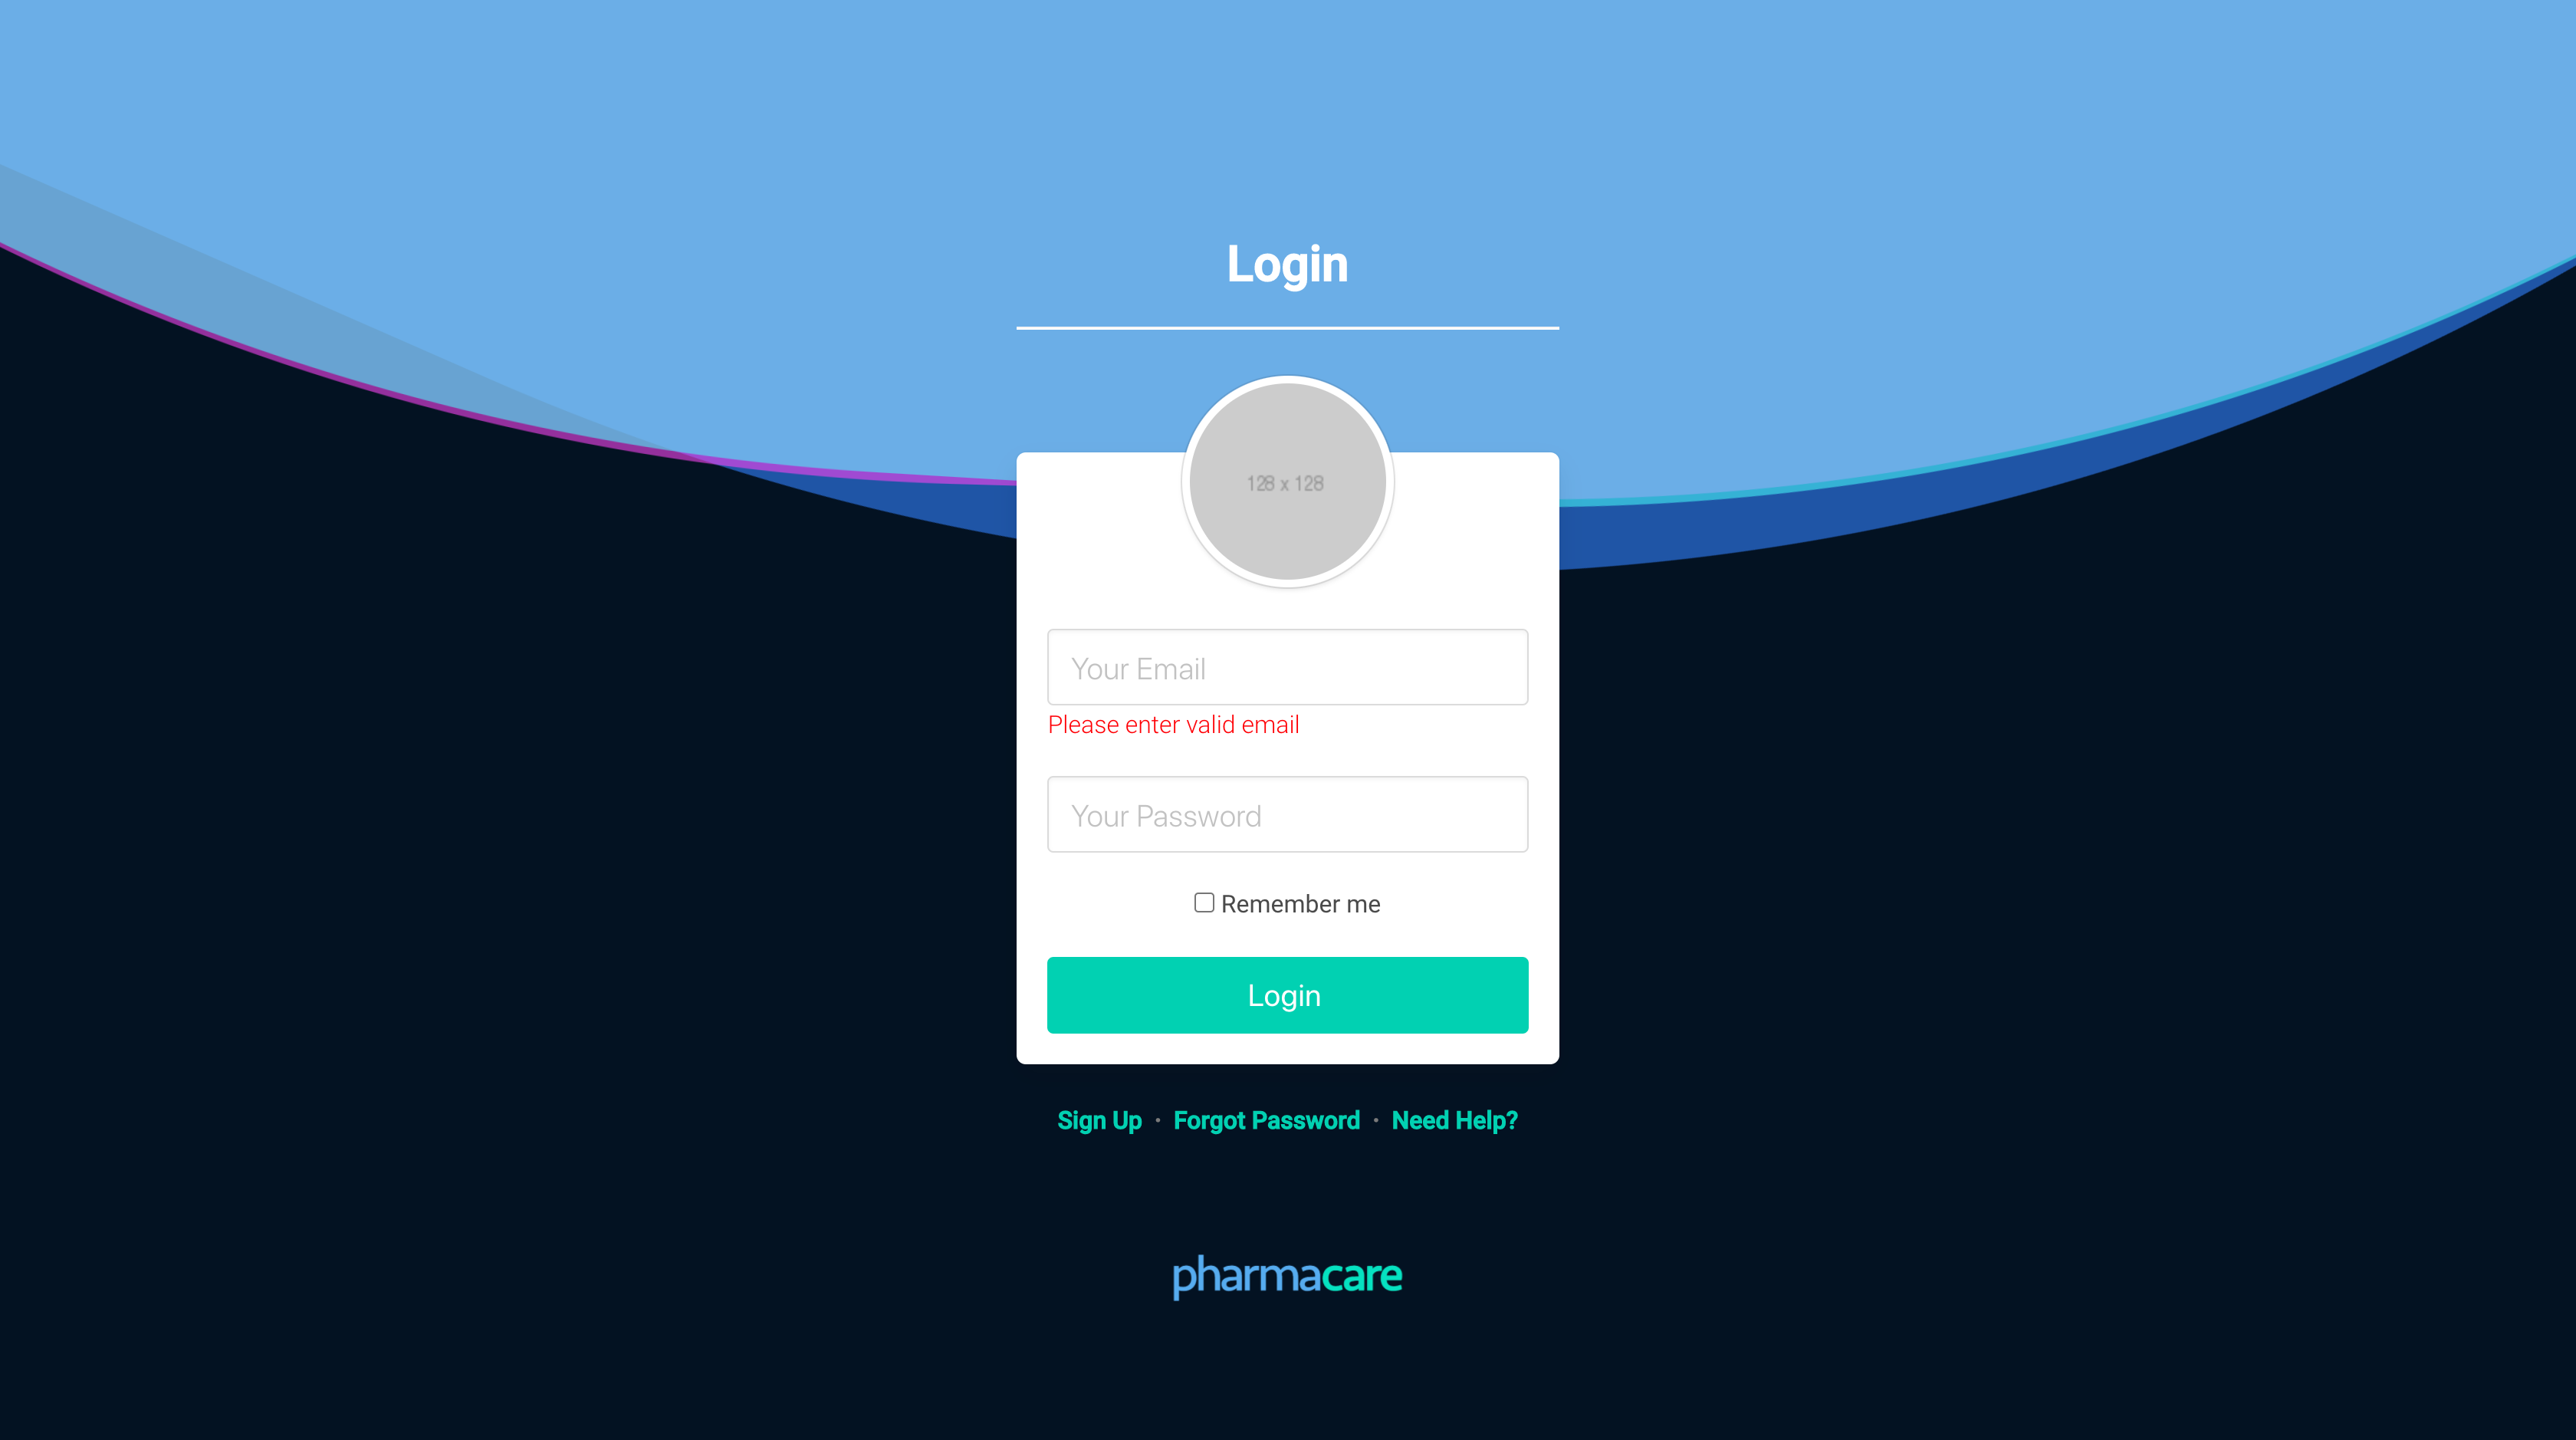 Login
128 x 128
Your Email
Please enter valid email
Your Password
Remember me
Login
Sign Up · Forgot Password · Need Help?
pharmacare